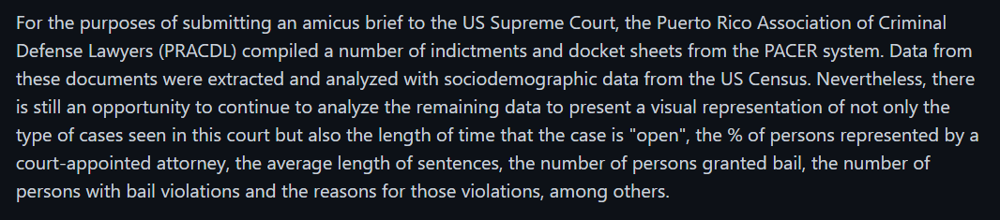 For the purposes of submitting an amicus brief to the US Supreme Court, the Puerto Rico Association of Criminal
Defense Lawyers (PRACDL) compiled a number of indictments and docket sheets from the PACER system. Data from
these documents were extracted and analyzed with sociodemographic data from the US Census. Nevertheless, there
is still an opportunity to continue to analyze the remaining data to present a visual representation of not only the
type of cases seen in this court but also the length of time that the case is "open", the % of persons represented by a
court-appointed attorney, the average length of sentences, the number of persons granted bail, the number of
persons with bail violations and the reasons for those violations, among others.